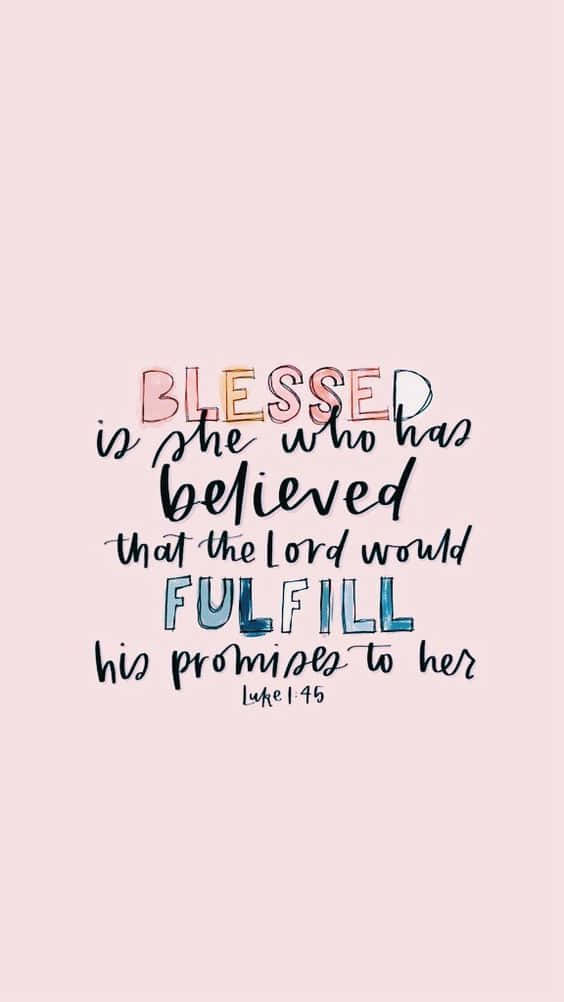 BLESSED
is she who has
believed
that the Lord would
FULFILL
his promises to her
Luke 1:45